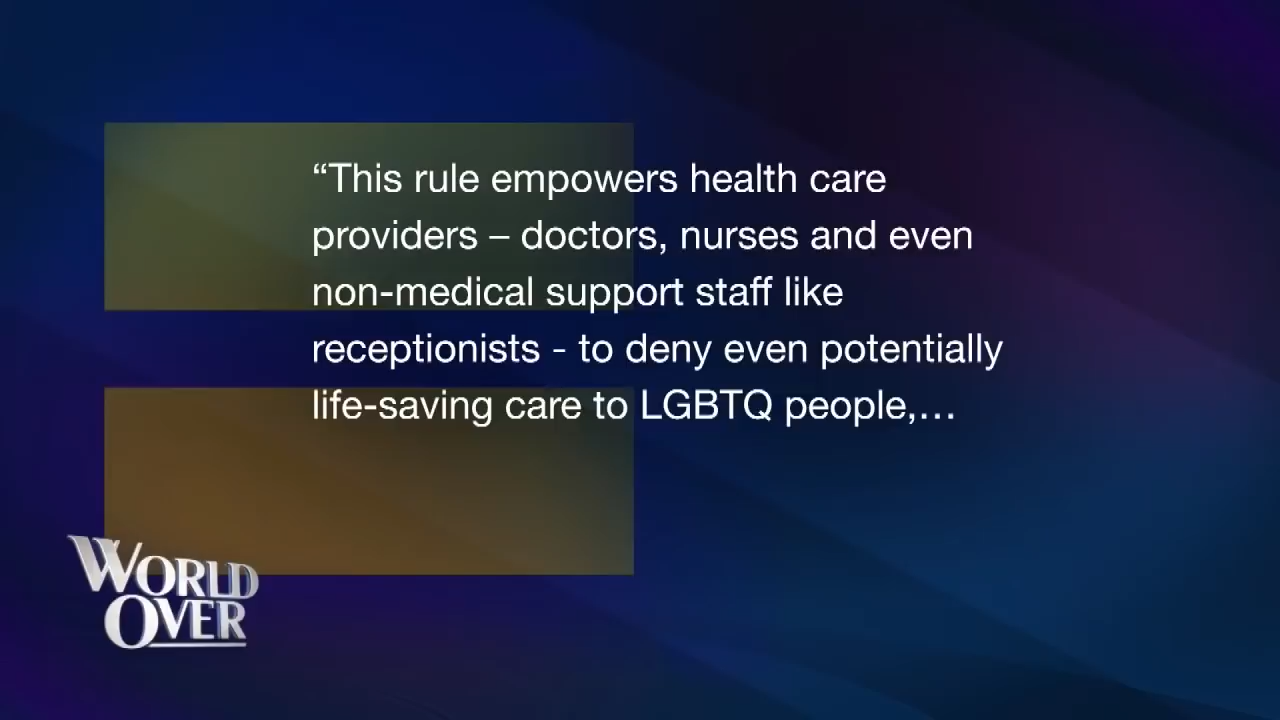 “This rule empowers health care
providers – doctors, nurses and even
non-medical support staff like
receptionists - to deny even potentially
life-saving care to LGBTQ people,…
WORLD
OVER